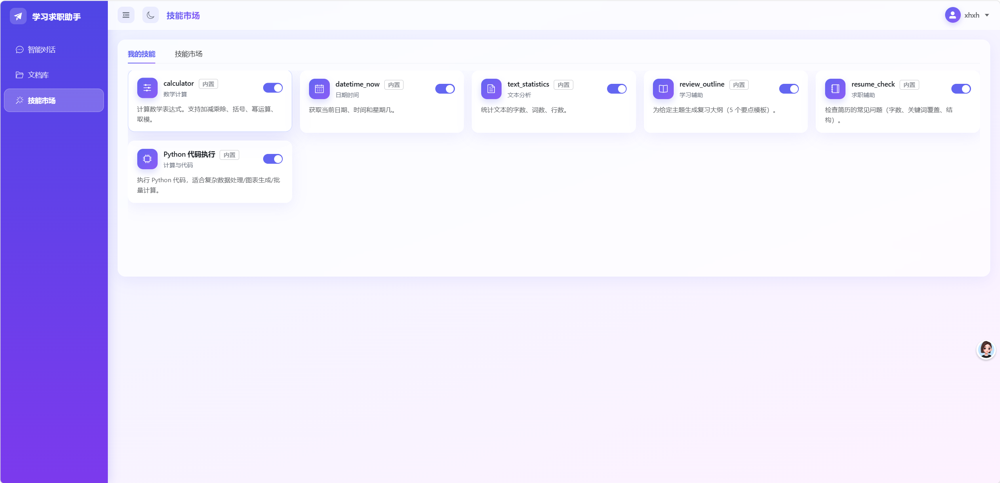 学习求职助手
智能对话
文档库
技能市场
技能市场
xhxh
我的技能
技能市场
calculator 内置
数学计算
计算数学表达式。支持加减乘除、括号、幂运算、
取模。
datetime_now 内置
日期时间
获取当前日期、时间和星期几。
text_statistics 内置
文本分析
统计文本的字数、词数、行数。
review_outline 内置
学习辅助
为给定主题生成复习大纲（5 个要点模板）。
resume_check 内置
求职辅助
检查简历的常见问题（字数、关键词覆盖、结
构）。
Python 代码执行 内置
计算与代码
执行 Python 代码，适合复杂数据处理/图表生成/批
量计算。